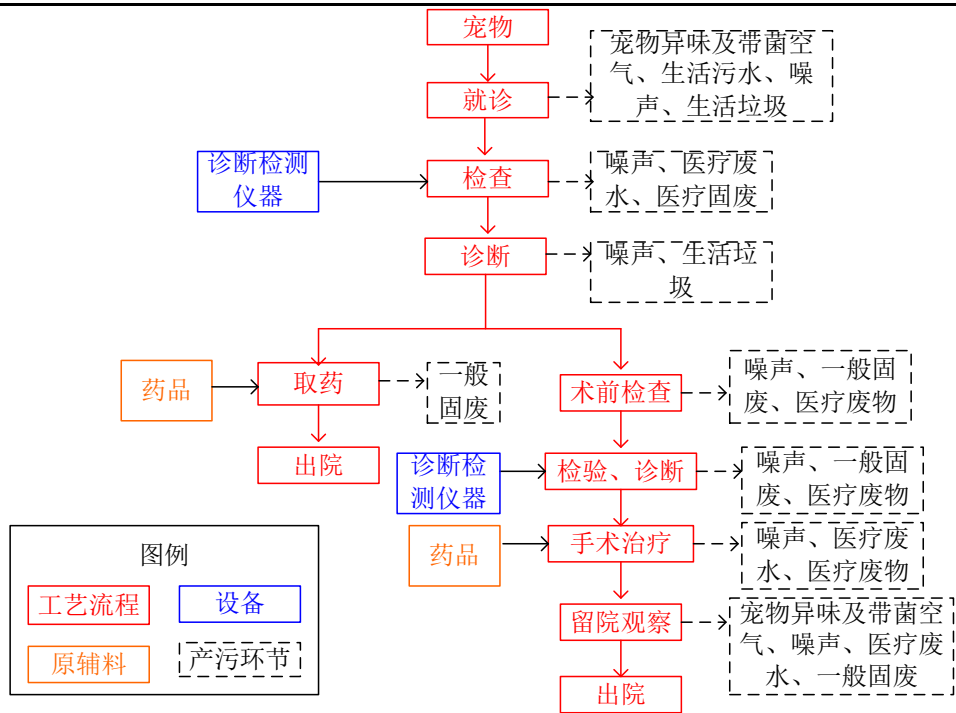 宠物
宠物异味及带菌空
气、生活污水、噪
声、生活垃圾
就诊
诊断检测
仪器
检查
噪声、医疗废
水、医疗固废
诊断
噪声、生活垃
圾
药品
取药
一般
固废
出院
术前检查
噪声、一般固
废、医疗废物
诊断检
测仪器
检验、诊断
噪声、一般固
废、医疗废物
药品
手术治疗
噪声、医疗废
水、医疗废物
留院观察
宠物异味及带菌空
气、噪声、医疗废
水、一般固废
出院
图例
工艺流程
设备
原辅料
产污环节